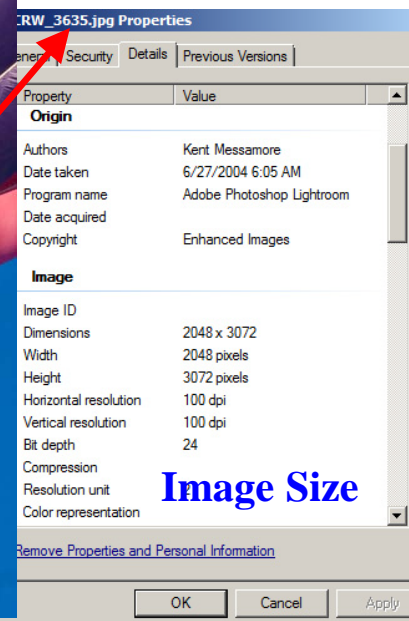 CRW_3635.jpg Properties
General Security Details Previous Versions
Property Value
Origin
Authors Kent Messamore
Date taken 6/27/2004 6:05 AM
Program name Adobe Photoshop Lightroom
Date acquired
Copyright Enhanced Images
Image
Image ID
Dimensions 2048 x 3072
Width 2048 pixels
Height 3072 pixels
Horizontal resolution 100 dpi
Vertical resolution 100 dpi
Bit depth 24
Compression
Resolution unit
Image Size
Color representation
Remove Properties and Personal Information
OK Cancel Apply